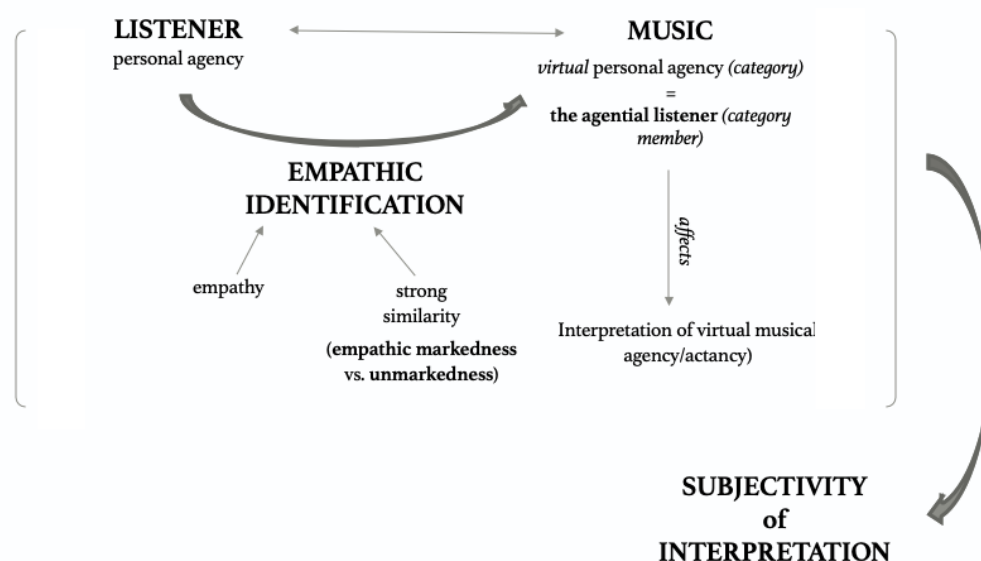 LISTENER
personal agency
MUSIC
virtual personal agency (category)
=
the agential listener (category
member)
EMPATHIC
IDENTIFICATION
affects
empathy
strong
similarity
(empathic markedness
vs. unmarkedness)
Interpretation of virtual musical
agency/actancy)
SUBJECTIVITY
of
INTERPRETATION